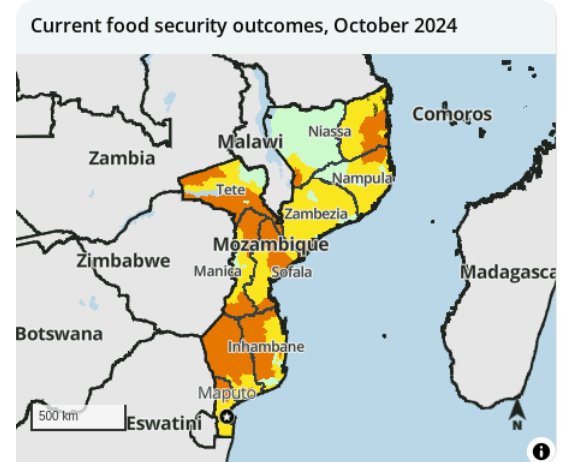 Current food security outcomes, October 2024
Comoros
Niassa
Malawi
Zambia
Nampula
Tete
Zambezia
Mozambique
Zimbabwe
Manica
Sofala
Madagasca
Botswana
Inhambane
Maputo
500 km
Eswatini
N
i